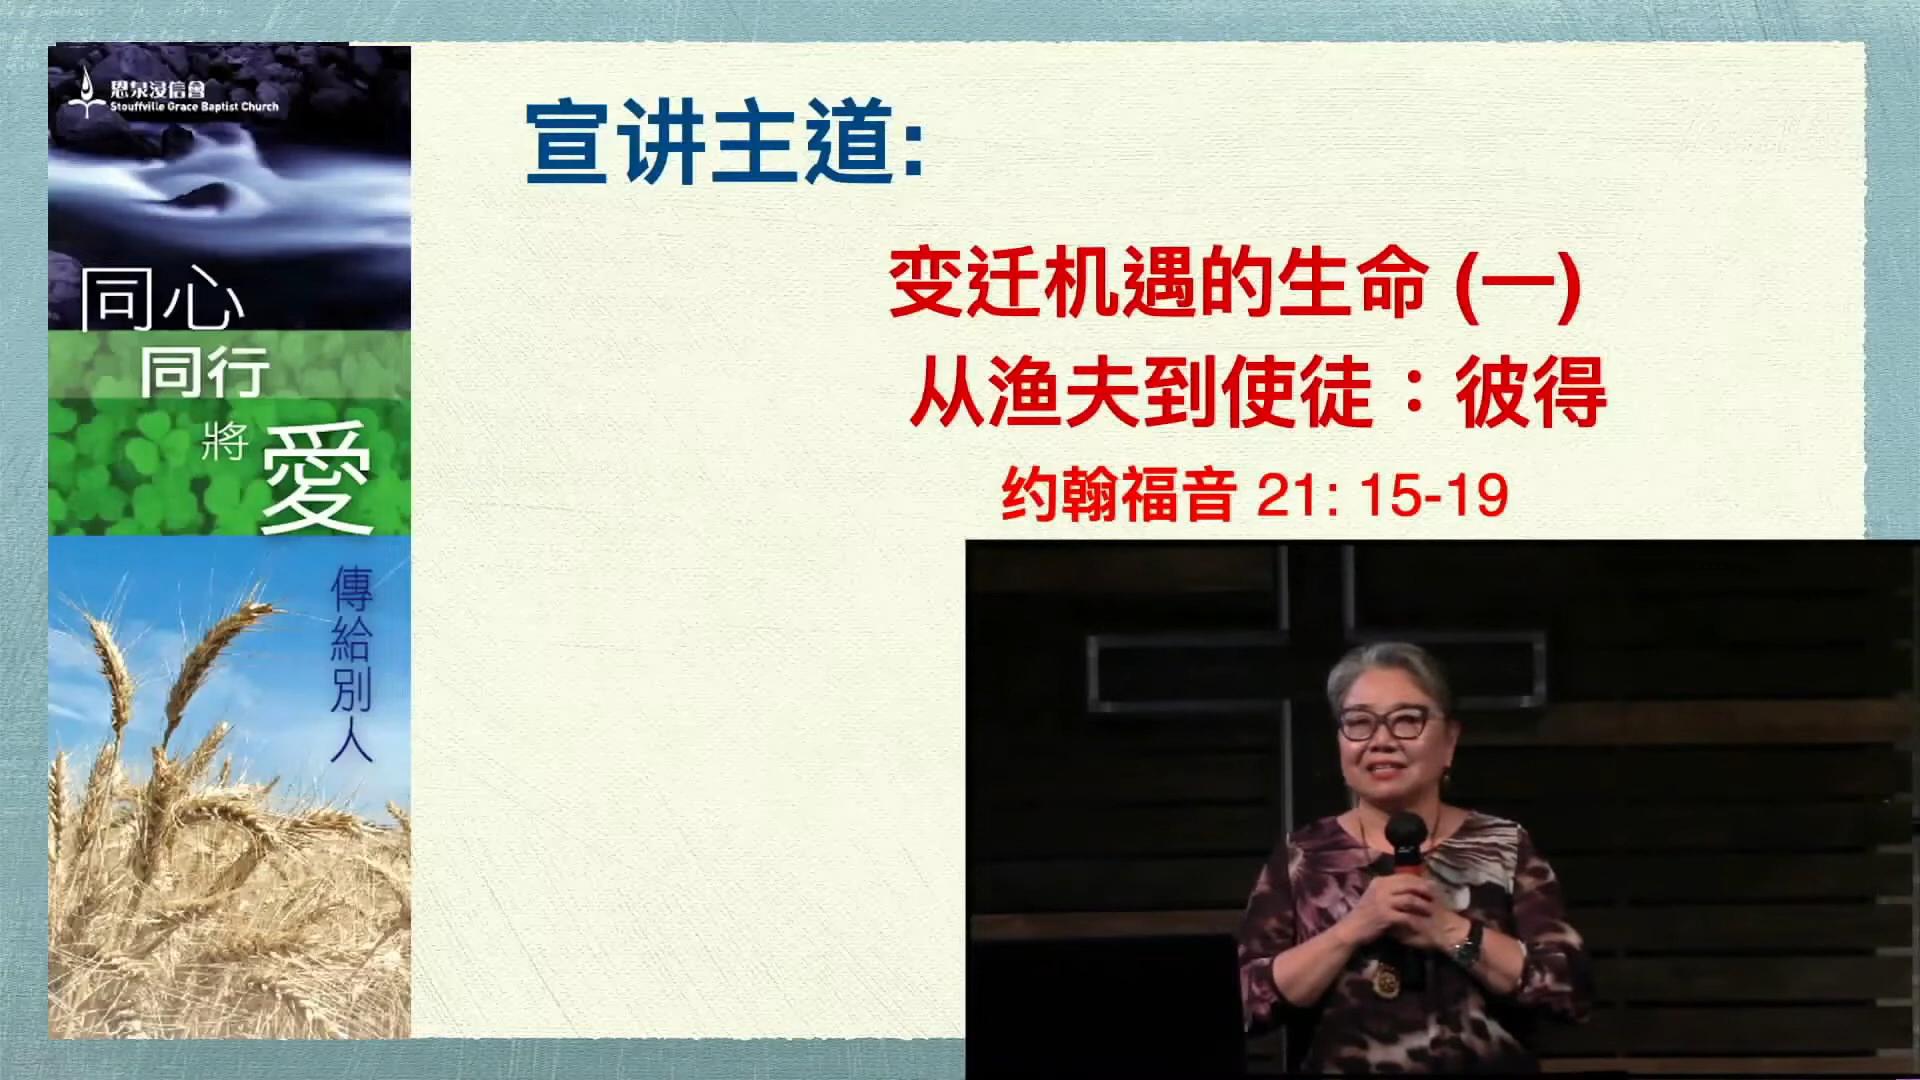 恩泉浸信會
Stouffville Grace Baptist Church
同心
同行
將愛
傳給別人
宣讲主道:
变迁机遇的生命 (一)
从渔夫到使徒：彼得
约翰福音 21: 15-19